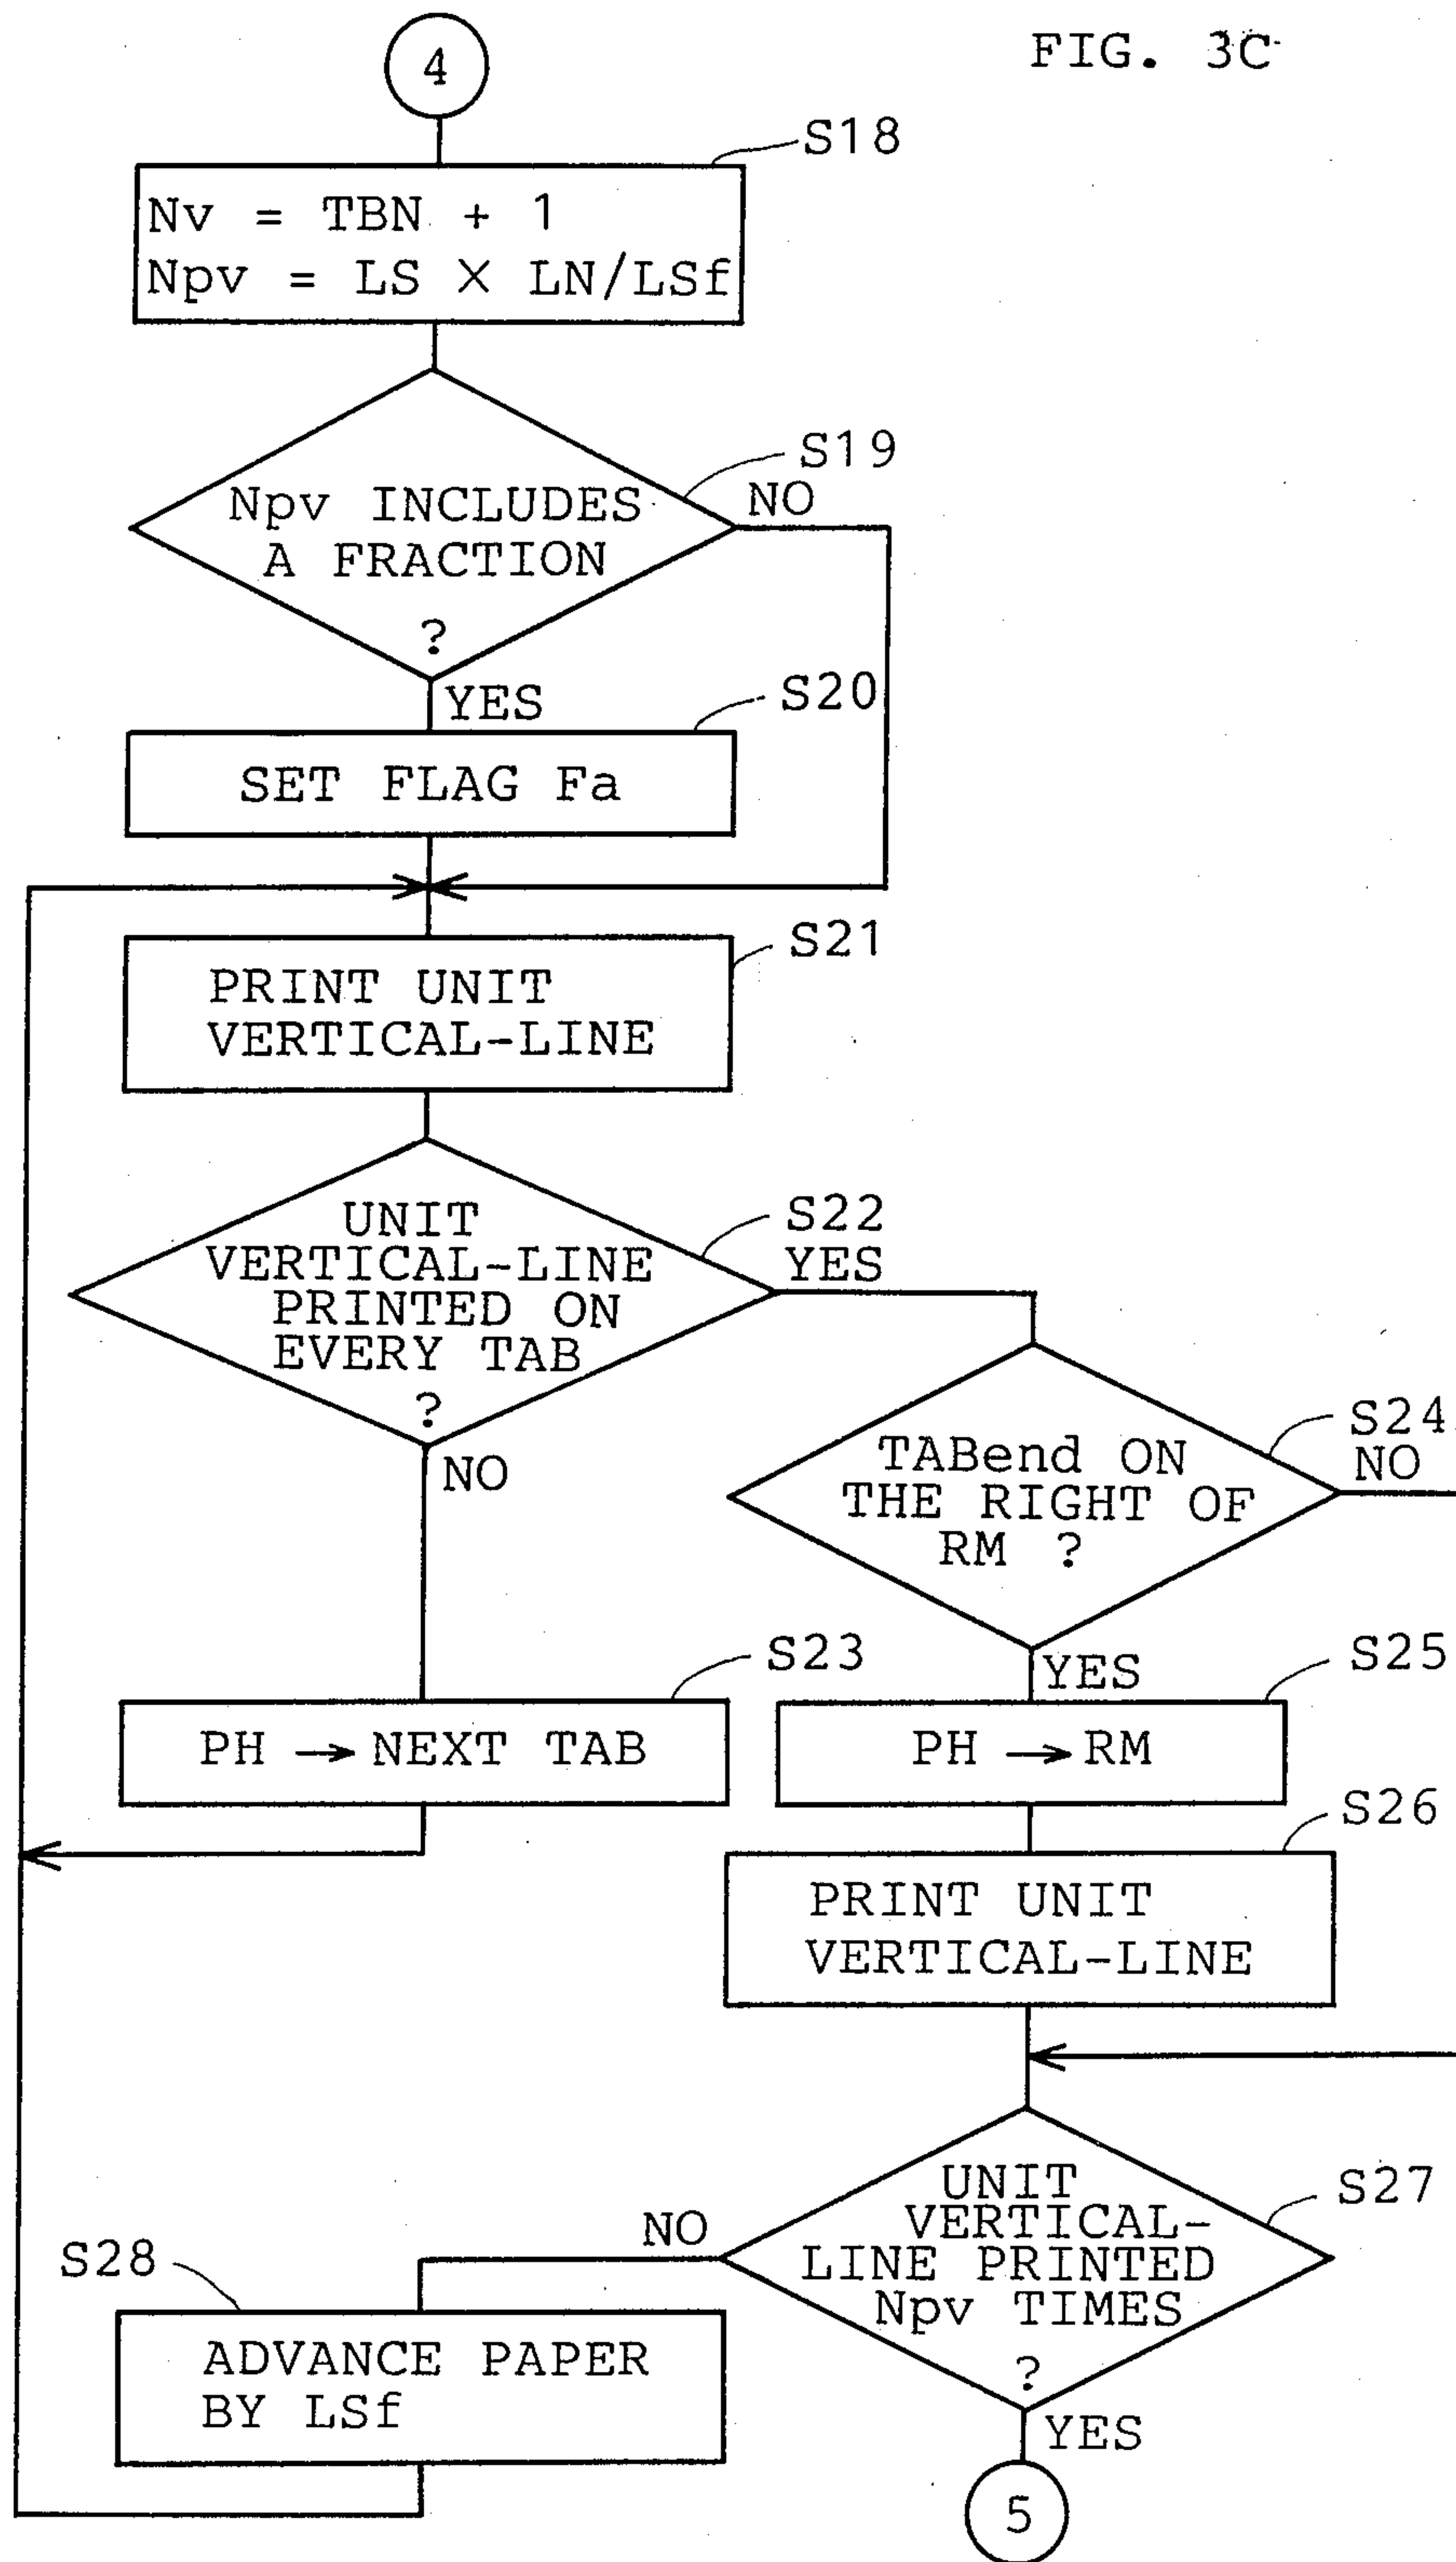 FIG. 3C
4
S18
Nv = TBN + 1
Npv = LS × LN/LSf
S19
Npv INCLUDES
A FRACTION
?
NO
YES
S20
SET FLAG Fa
S21
PRINT UNIT
VERTICAL-LINE
S22
UNIT
VERTICAL-LINE
PRINTED ON
EVERY TAB
?
YES
NO
S24
TABend ON
THE RIGHT OF
RM ?
NO
YES
S23
PH → NEXT TAB
S25
PH → RM
S26
PRINT UNIT
VERTICAL-LINE
S27
UNIT
VERTICAL-
LINE PRINTED
Npv TIMES
?
NO
YES
S28
ADVANCE PAPER
BY LSf
5